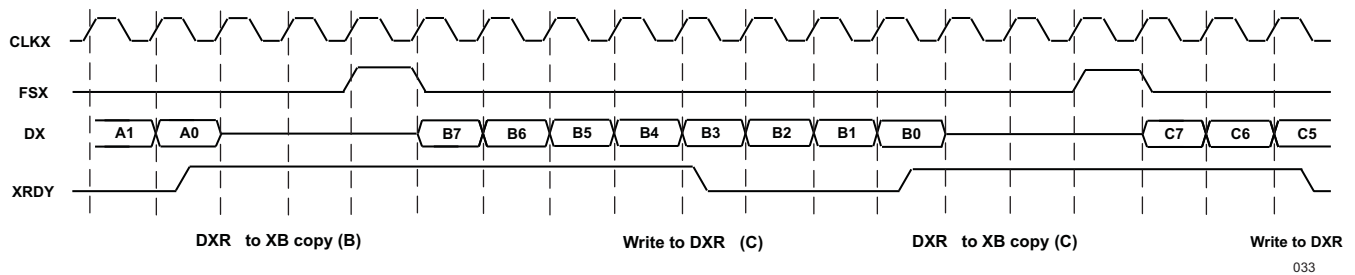 CLKX
FSX
DX A1 A0 B7 B6 B5 B4 B3 B2 B1 B0 C7 C6 C5
XRDY
DXR to XB copy (B) Write to DXR (C) DXR to XB copy (C) Write to DXR
033